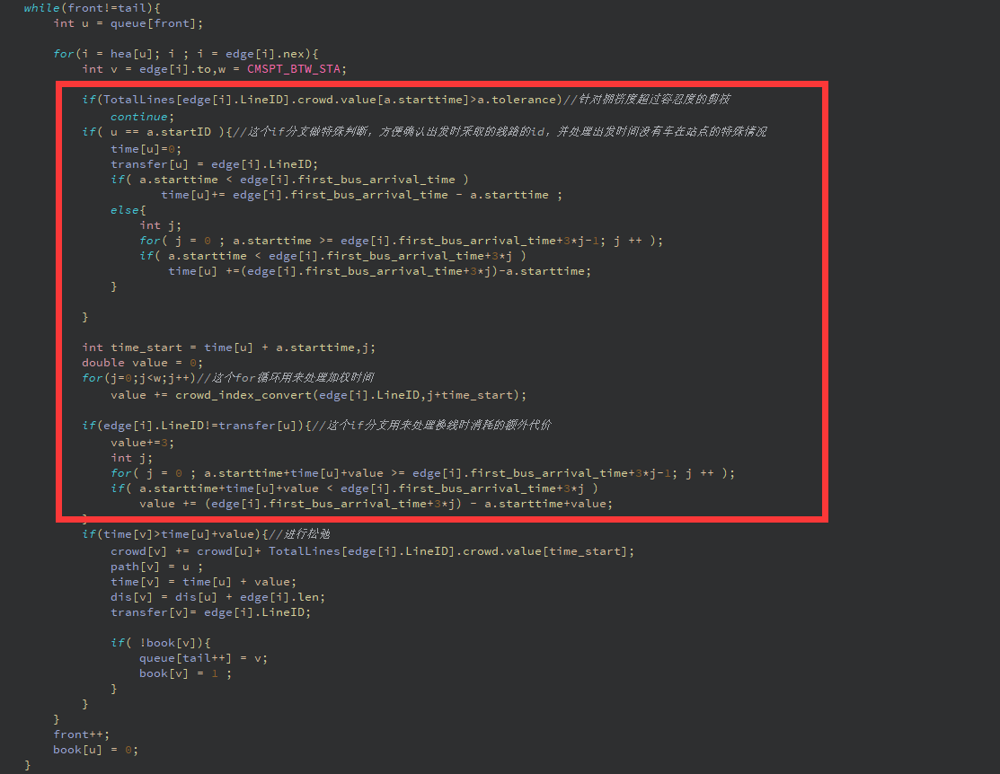 while(front!=tail){
int u = queue[front];
for(i = hea[u]; i ; i = edge[i].nex){
int v = edge[i].to,w = CMSPT_BTW_STA;
if(TotalLines[edge[i].LineID].crowd.value[a.starttime]>a.tolerance)//针对拥挤度超过容忍度的剪枝
continue;
if( u == a.startID ){//这个if分支做特殊判断，方便确认出发时采取的线路的id，并处理出发时间没有车在站点的特殊情况
time[u]=0;
transfer[u] = edge[i].LineID;
if( a.starttime < edge[i].first_bus_arrival_time )
time[u]+= edge[i].first_bus_arrival_time - a.starttime ;
else{
int j;
for( j = 0 ; a.starttime >= edge[i].first_bus_arrival_time+3*j-1; j ++ );
if( a.starttime < edge[i].first_bus_arrival_time+3*j )
time[u] +=(edge[i].first_bus_arrival_time+3*j)-a.starttime;
}
}
int time_start = time[u] + a.starttime,j;
double value = 0;
for(j=0;j<w;j++)//这个for循环用来处理加权时间
value += crowd_index_convert(edge[i].LineID,j+time_start);
if(edge[i].LineID!=transfer[u]){//这个if分支用来处理换线时消耗的额外代价
value+=3;
int j;
for( j = 0 ; a.starttime+time[u]+value >= edge[i].first_bus_arrival_time+3*j-1; j ++ );
if( a.starttime+time[u]+value < edge[i].first_bus_arrival_time+3*j )
value += (edge[i].first_bus_arrival_time+3*j) - a.starttime+value;
}
if(time[v]>time[u]+value){//进行松弛
crowd[v] += crowd[u]+ TotalLines[edge[i].LineID].crowd.value[time_start];
path[v] = u ;
time[v] = time[u] + value;
dis[v] = dis[u] + edge[i].len;
transfer[v]= edge[i].LineID;
if( !book[v]){
queue[tail++] = v;
book[v] = 1 ;
}
}
}
front++;
book[u] = 0;
}